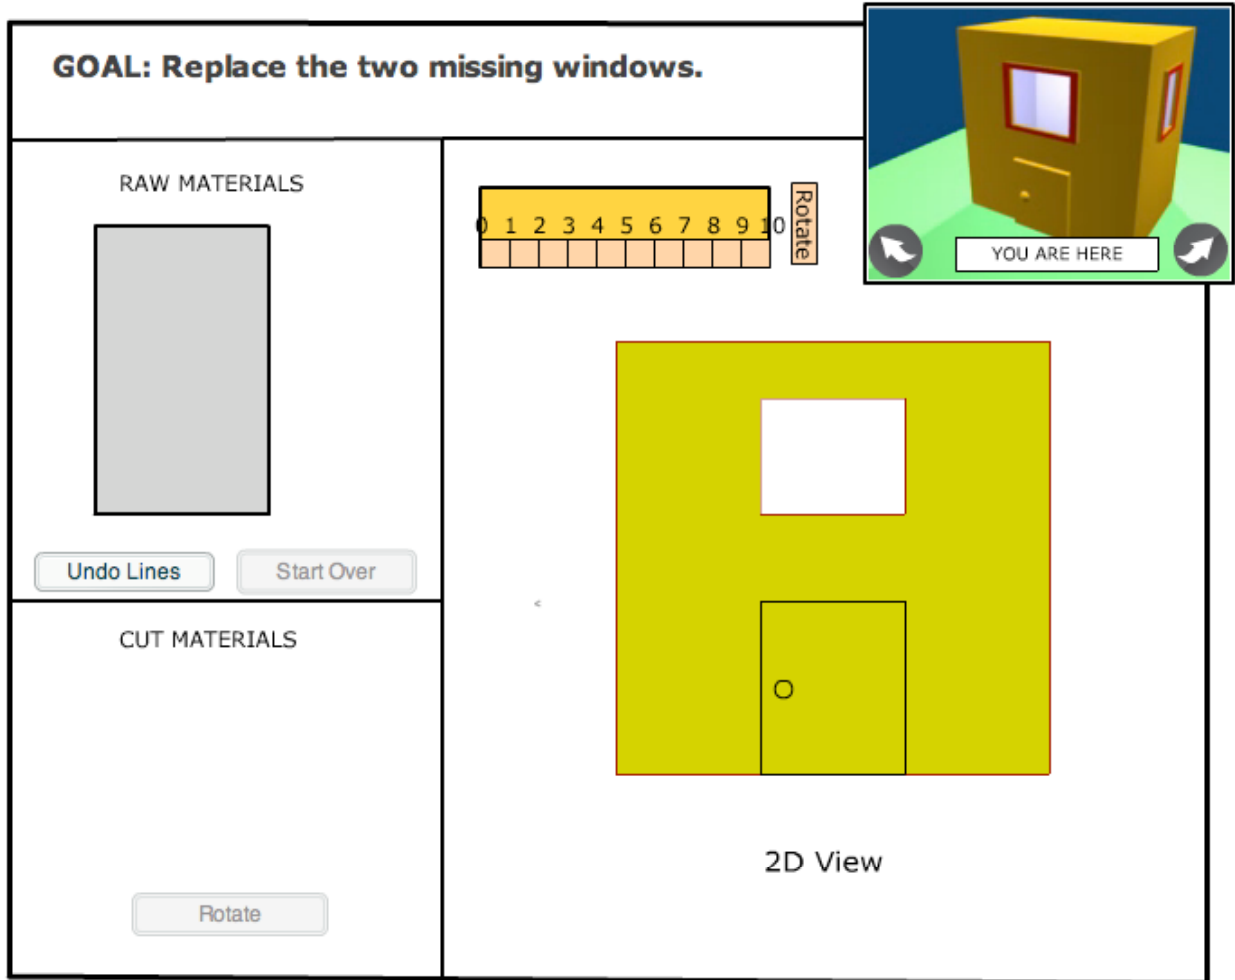 GOAL: Replace the two missing windows.
YOU ARE HERE
RAW MATERIALS
0 1 2 3 4 5 6 7 8 9 10
Rotate
Undo Lines
Start Over
<
CUT MATERIALS
Rotate
2D View